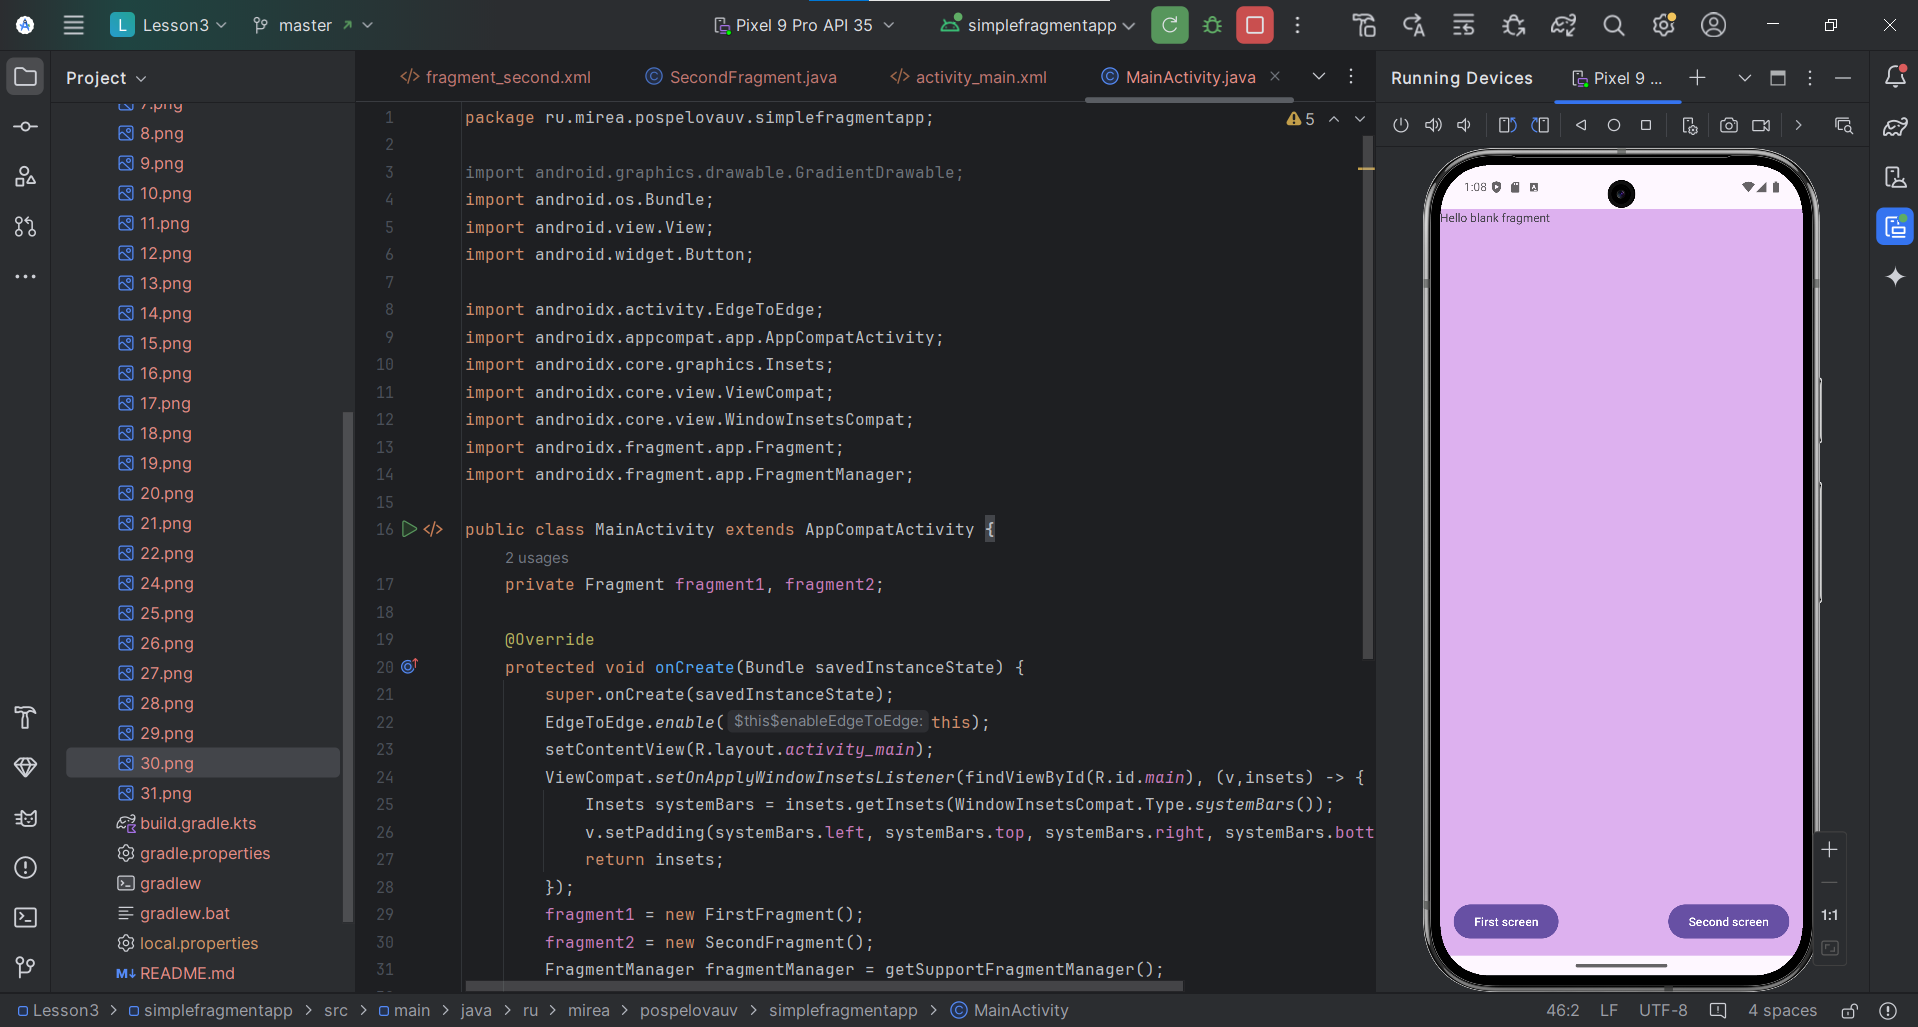 L Lesson3 master Pixel 9 Pro API 35 simplefragmentapp
Project
7.png
8.png
9.png
10.png
11.png
12.png
13.png
14.png
15.png
16.png
17.png
18.png
19.png
20.png
21.png
22.png
24.png
25.png
26.png
27.png
28.png
29.png
30.png
31.png
build.gradle.kts
gradle.properties
gradlew
gradlew.bat
local.properties
README.md
fragment_second.xml SecondFragment.java activity_main.xml MainActivity.java
5
1 package ru.mirea.pospelovauv.simplefragmentapp;
2
3 import android.graphics.drawable.GradientDrawable;
4 import android.os.Bundle;
5 import android.view.View;
6 import android.widget.Button;
7
8 import androidx.activity.EdgeToEdge;
9 import androidx.appcompat.app.AppCompatActivity;
10 import androidx.core.graphics.Insets;
11 import androidx.core.view.ViewCompat;
12 import androidx.core.view.WindowInsetsCompat;
13 import androidx.fragment.app.Fragment;
14 import androidx.fragment.app.FragmentManager;
15
16 public class MainActivity extends AppCompatActivity {
2 usages
17 private Fragment fragment1, fragment2;
18
19 @Override
20 protected void onCreate(Bundle savedInstanceState) {
21 super.onCreate(savedInstanceState);
22 EdgeToEdge.enable( $this$enableEdgeToEdge: this);
23 setContentView(R.layout.activity_main);
24 ViewCompat.setOnApplyWindowInsetsListener(findViewById(R.id.main), (v,insets) -> {
25 Insets systemBars = insets.getInsets(WindowInsetsCompat.Type.systemBars());
26 v.setPadding(systemBars.left, systemBars.top, systemBars.right, systemBars.bott
27 return insets;
28 });
29 fragment1 = new FirstFragment();
30 fragment2 = new SecondFragment();
31 FragmentManager fragmentManager = getSupportFragmentManager();
Running Devices Pixel 9 ...
1:08
Hello blank fragment
First screen Second screen
1:1
Lesson3 > simplefragmentapp > src > main > java > ru > mirea > pospelovauv > simplefragmentapp > MainActivity
46:2 LF UTF-8 4 spaces